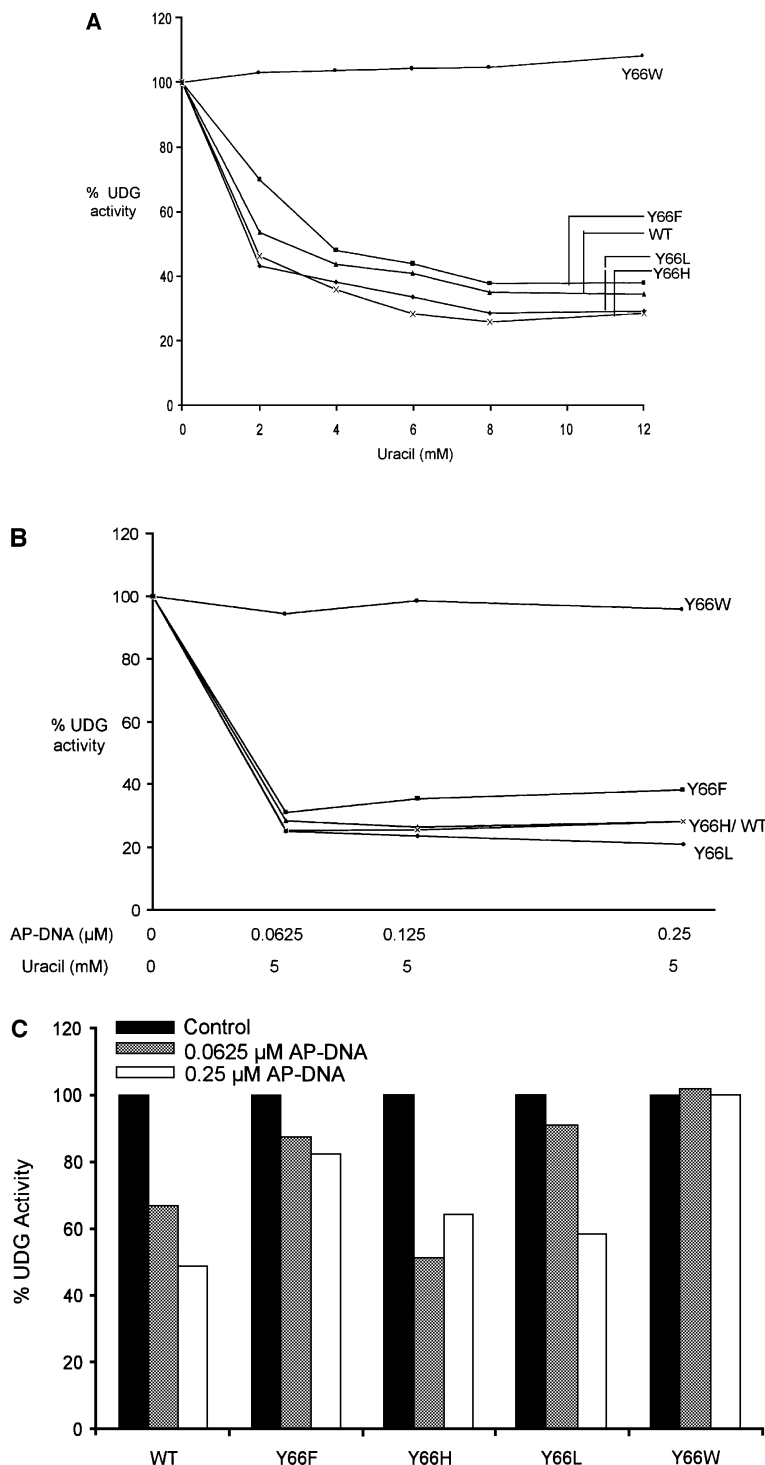 A
120
100
80
60
40
20
0
% UDG
activity
Y66W
Y66F
WT
Y66L
Y66H
0 2 4 6 8 10 12
Uracil (mM)
B
120
100
80
60
40
20
0
% UDG
activity
Y66W
Y66F
Y66H/ WT
Y66L
AP-DNA (µM) 0 0.0625 0.125 0.25
Uracil (mM) 0 5 5 5
C
Control
0.0625 µM AP-DNA
0.25 µM AP-DNA
120
100
80
60
40
20
0
% UDG Activity
WT Y66F Y66H Y66L Y66W